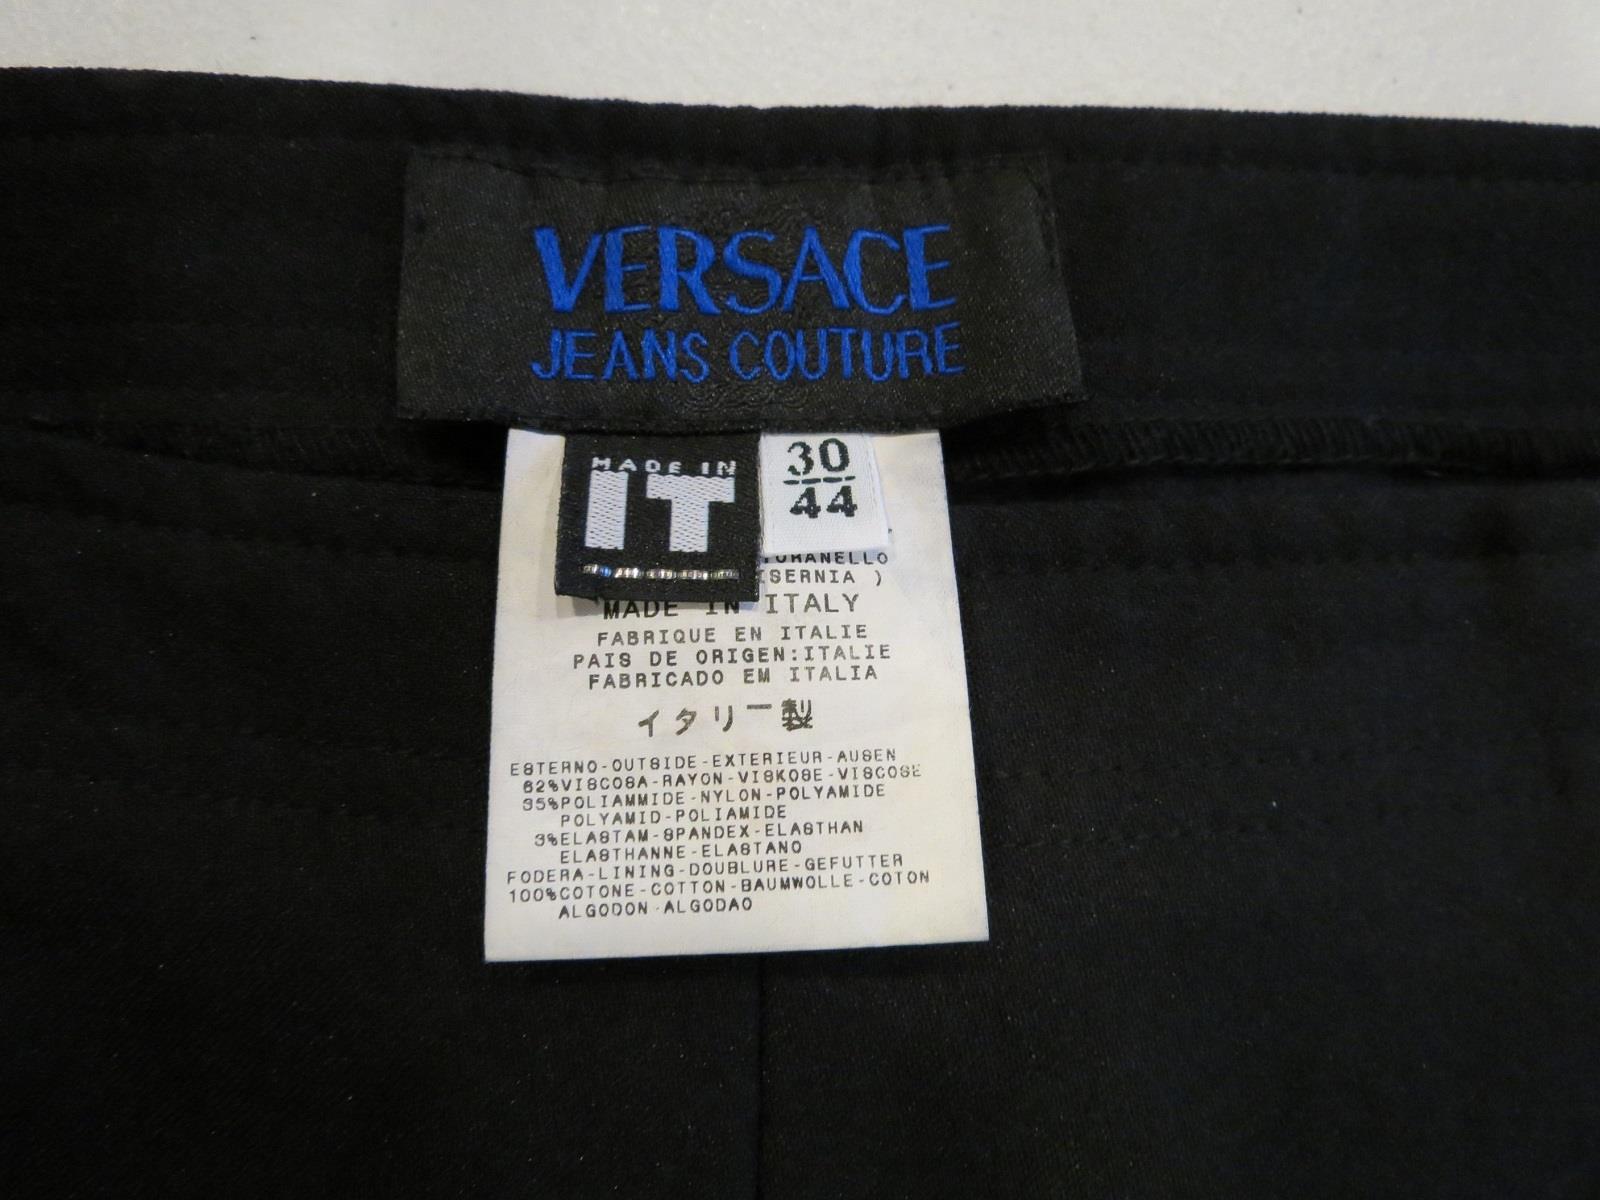 VERSACE
JEANS COUTURE
MADE IN
IT
30
44
ISERNIA )
MADE IN ITALY
FABRIQUE EN ITALIE
PAIS DE ORIGEN:ITALIE
FABRICADO EM ITALIA
イタリー製
ESTERNO-OUTSIDE-EXTERIEUR-AUSEN
62%VISCOSA-RAYON-VISKOSE-VISCOSE
35%POLIAMMIDE-NYLON-POLYAMIDE
POLYAMID-POLIAMIDE
3%ELASTAM-SPANDEX-ELASTHAN
ELASTHANNE-ELASTANO
FODERA-LINING-DOUBLURE-GEFUTTER
100%COTONE-COTTON-BAUMWOLLE-COTON
ALGODON-ALGODAO